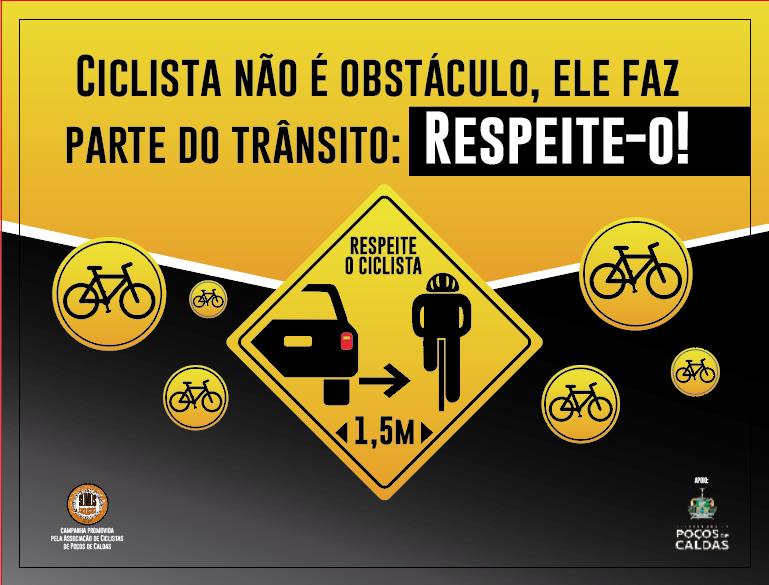 Ciclista não é obstáculo, ele faz
parte do trânsito: Respeite-o!
RESPEITE
O CICLISTA
1,5M
CAMPANHA PROMOVIDA
PELA ASSOCIAÇÃO DE CICLISTAS
DE POÇOS DE CALDAS
APOIO:
POÇOS DE
CALDAS